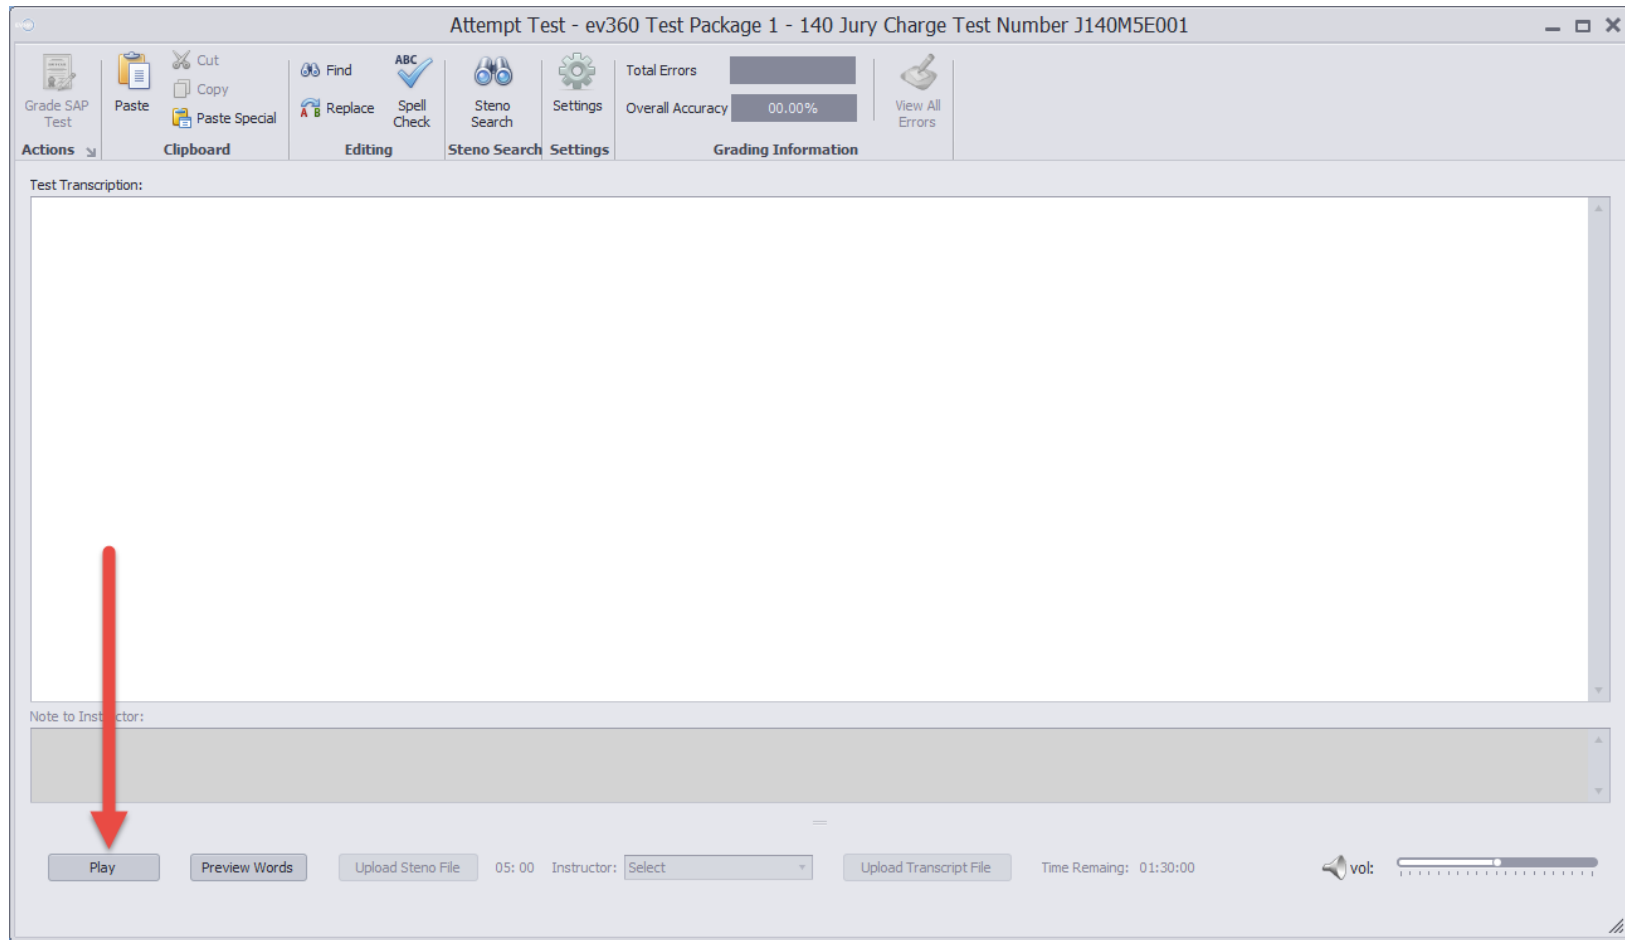 Attempt Test - ev360 Test Package 1 - 140 Jury Charge Test Number J140M5E001
Grade SAP
Test
Actions
Paste
Cut
Copy
Paste Special
Clipboard
Find
A B Replace
ABC
Spell
Check
Editing
Steno
Search
Steno Search
Settings
Settings
Total Errors
Overall Accuracy 00.00%
Grading Information
View All
Errors
Test Transcription:
Note to Instructor:
Play Preview Words Upload Steno File 05: 00 Instructor: Select Upload Transcript File Time Remaing: 01:30:00 vol: